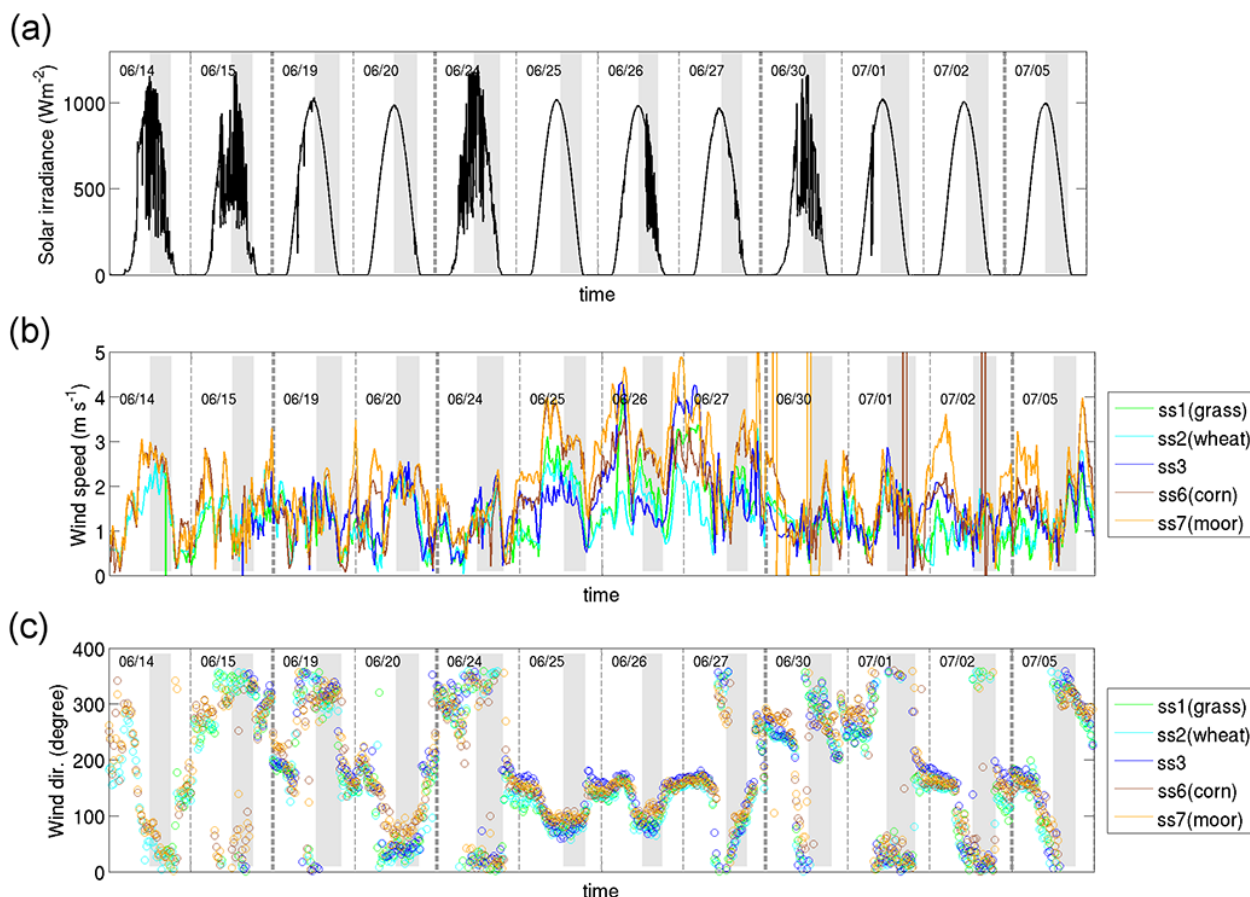 (a)
Solar irradiance (Wm-2)
1000
500
0
06/14 06/15 06/19 06/20 06/24 06/25 06/26 06/27 06/30 07/01 07/02 07/05
time
(b)
Wind speed (m s-1)
5
4
3
2
1
0
06/14 06/15 06/19 06/20 06/24 06/25 06/26 06/27 06/30 07/01 07/02 07/05
time
ss1(grass)
ss2(wheat)
ss3
ss6(corn)
ss7(moor)
(c)
Wind dir. (degree)
400
300
200
100
0
06/14 06/15 06/19 06/20 06/24 06/25 06/26 06/27 06/30 07/01 07/02 07/05
time
ss1(grass)
ss2(wheat)
ss3
ss6(corn)
ss7(moor)